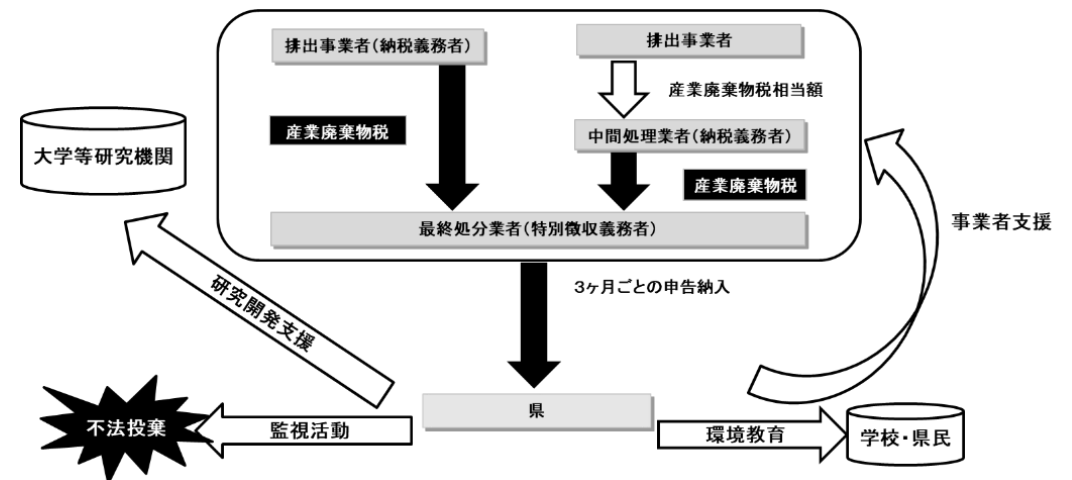 排出事業者(納税義務者)
排出事業者
産業廃棄物税相当額
産業廃棄物税
中間処理業者(納税義務者)
産業廃棄物税
大学等研究機関
最終処分業者(特別徴収義務者)
事業者支援
3ヶ月ごとの申告納入
研究開発支援
県
不法投棄
監視活動
環境教育
学校・県民